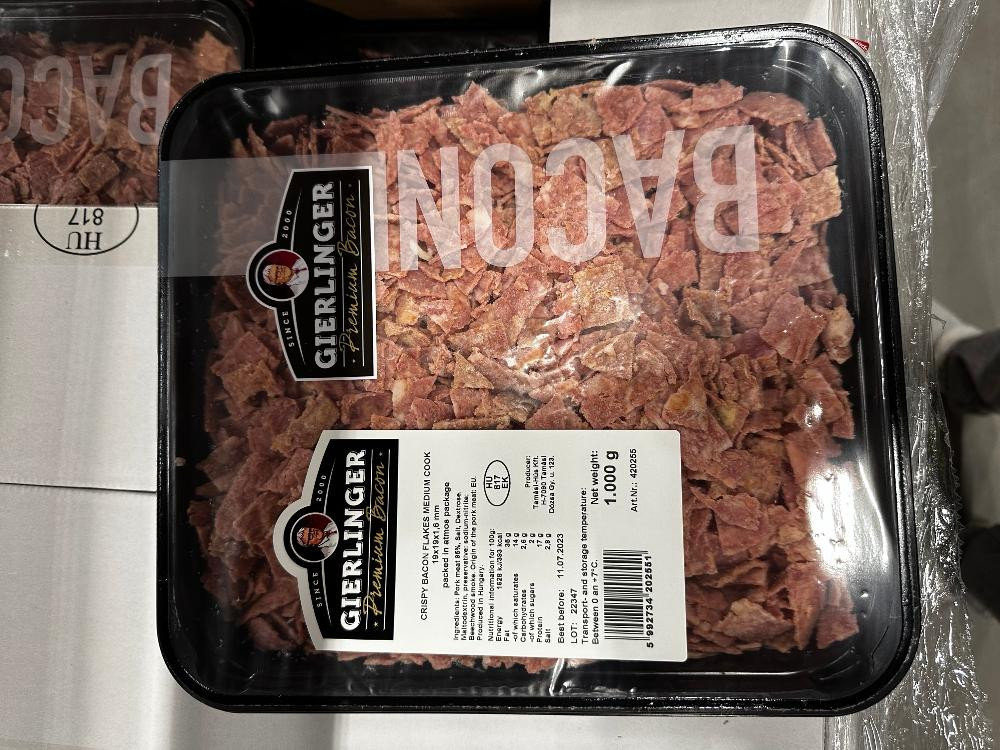 BACON
HU
817
BACON
SINCE 2000
GIERLINGER
Premium Bacon
SINCE 2000
GIERLINGER
Premium Bacon
CRISPY BACON FLAKES MEDIUM COOK
19x19x1,6 mm
packed in atmos package
Ingredients: Pork meat 95%, Salt, Dextrose,
Maltodextrin, preservative: sodium-nitrite;
Beechwood smoke. Origin of the pork meat: EU.
Produced in Hungary.
Nutritional information for 100g:
Energy 1628 kJ/393 kcal
Fat 35 g
-of which saturates 14 g
Carbohydrates 2,6 g
-of which sugars 2 g
Protein 17 g
Salt 2,9 g
HU
817
EK
Producer:
Tamási-Hús Kft.
H-7090 Tamási
Dózsa Gy. u. 123.
Best before: 11.07.2023
LOT: 22347
Transport- and storage temperature:
Between 0 an +7°C.
Net weight:
1.000 g
5 992734 202551
Art.Nr.: 420255